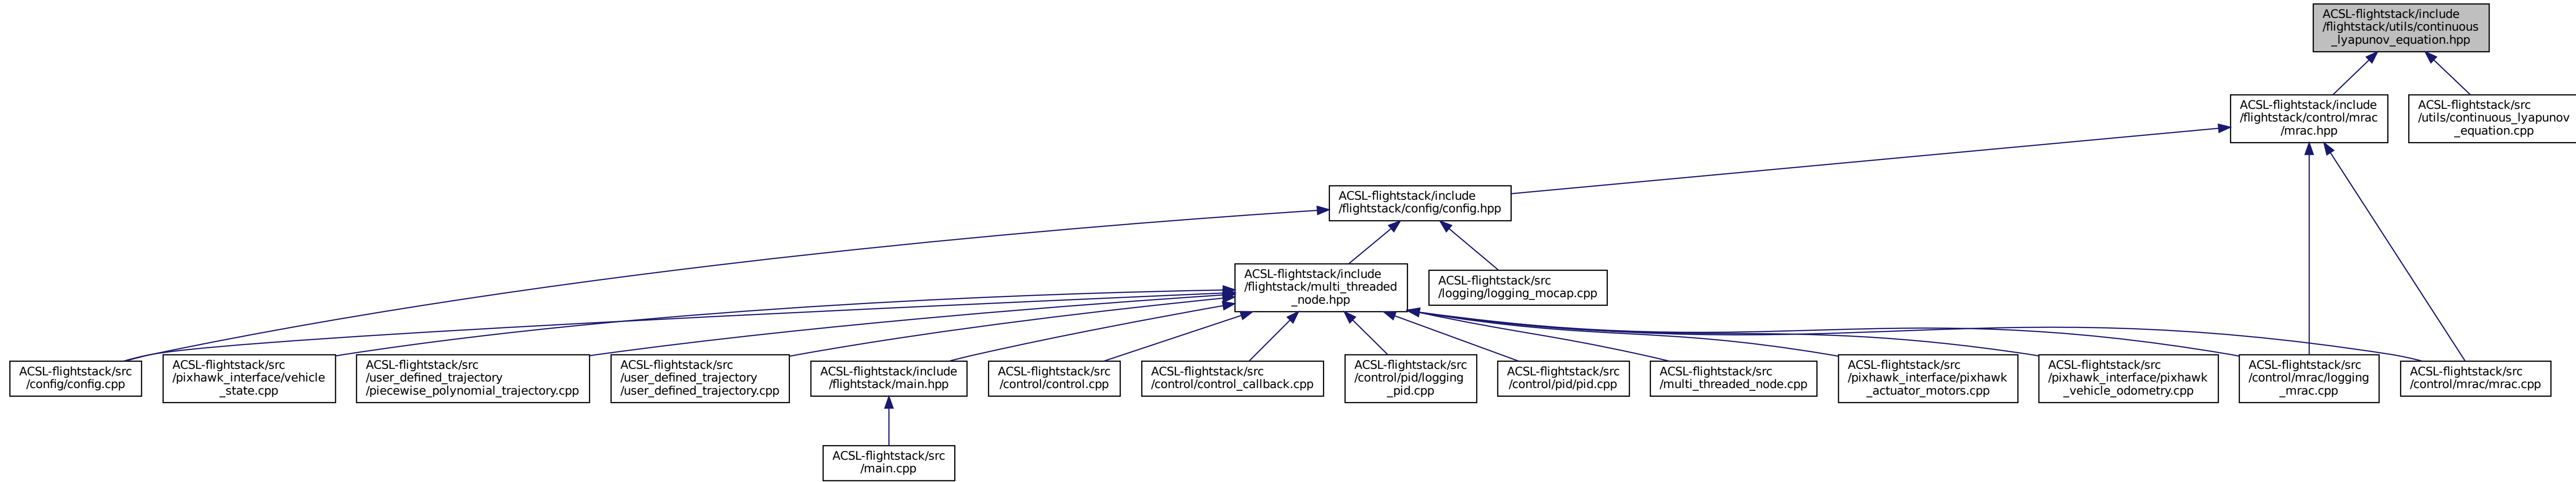 ACSL-flightstack/include
/flightstack/utils/continuous
_lyapunov_equation.hpp
ACSL-flightstack/include
/flightstack/control/mrac
/mrac.hpp
ACSL-flightstack/src
/utils/continuous_lyapunov
_equation.cpp
ACSL-flightstack/include
/flightstack/config/config.hpp
ACSL-flightstack/include
/flightstack/multi_threaded
_node.hpp
ACSL-flightstack/src
/logging/logging_mocap.cpp
ACSL-flightstack/src
/config/config.cpp
ACSL-flightstack/src
/pixhawk_interface/vehicle
_state.cpp
ACSL-flightstack/src
/user_defined_trajectory
/piecewise_polynomial_trajectory.cpp
ACSL-flightstack/src
/user_defined_trajectory
/user_defined_trajectory.cpp
ACSL-flightstack/include
/flightstack/main.hpp
ACSL-flightstack/src
/control/control.cpp
ACSL-flightstack/src
/control/control_callback.cpp
ACSL-flightstack/src
/control/pid/logging
_pid.cpp
ACSL-flightstack/src
/control/pid/pid.cpp
ACSL-flightstack/src
/multi_threaded_node.cpp
ACSL-flightstack/src
/pixhawk_interface/pixhawk
_actuator_motors.cpp
ACSL-flightstack/src
/pixhawk_interface/pixhawk
_vehicle_odometry.cpp
ACSL-flightstack/src
/control/mrac/logging
_mrac.cpp
ACSL-flightstack/src
/control/mrac/mrac.cpp
ACSL-flightstack/src
/main.cpp